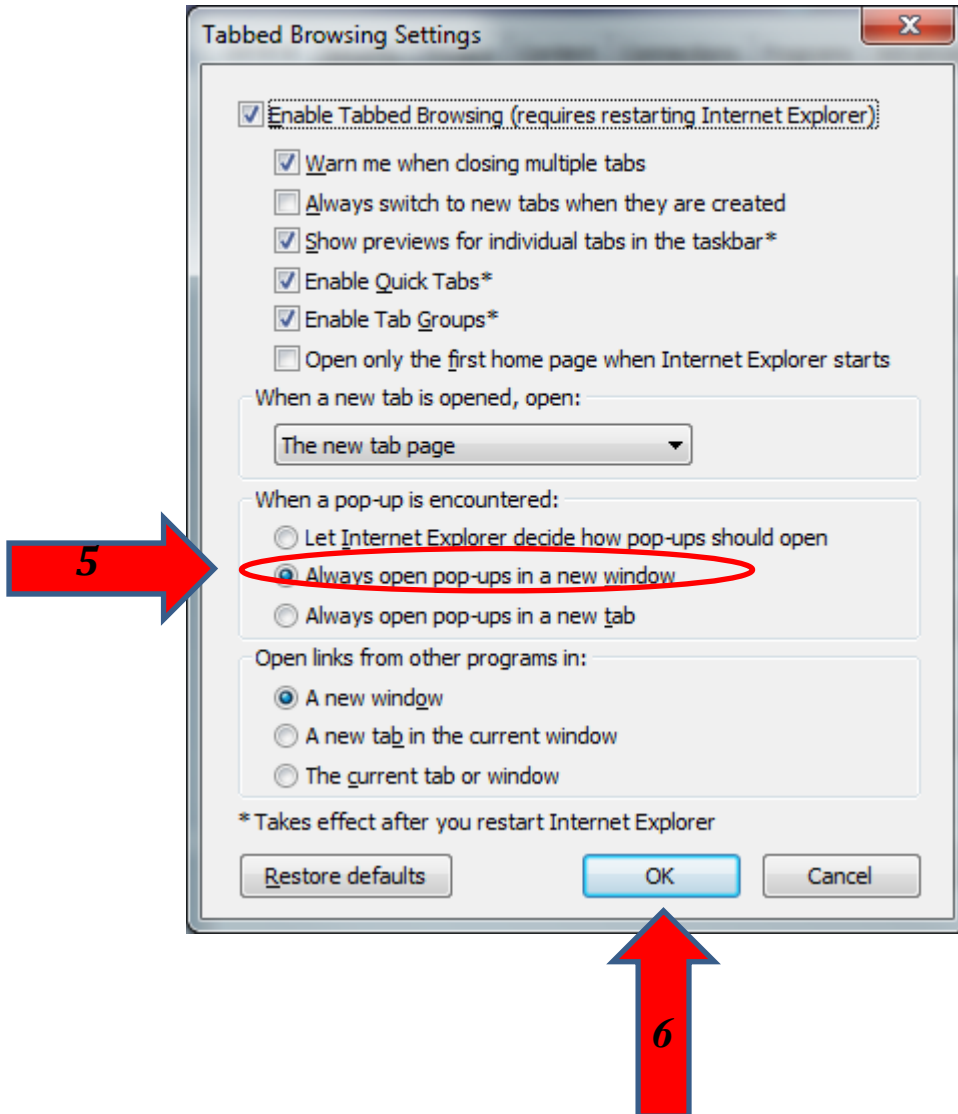 Tabbed Browsing Settings
Enable Tabbed Browsing (requires restarting Internet Explorer)
Warn me when closing multiple tabs
Always switch to new tabs when they are created
Show previews for individual tabs in the taskbar*
Enable Quick Tabs*
Enable Tab Groups*
Open only the first home page when Internet Explorer starts
When a new tab is opened, open:
The new tab page
When a pop-up is encountered:
Let Internet Explorer decide how pop-ups should open
5
Always open pop-ups in a new window
Always open pop-ups in a new tab
Open links from other programs in:
A new window
A new tab in the current window
The current tab or window
* Takes effect after you restart Internet Explorer
Restore defaults OK Cancel
6